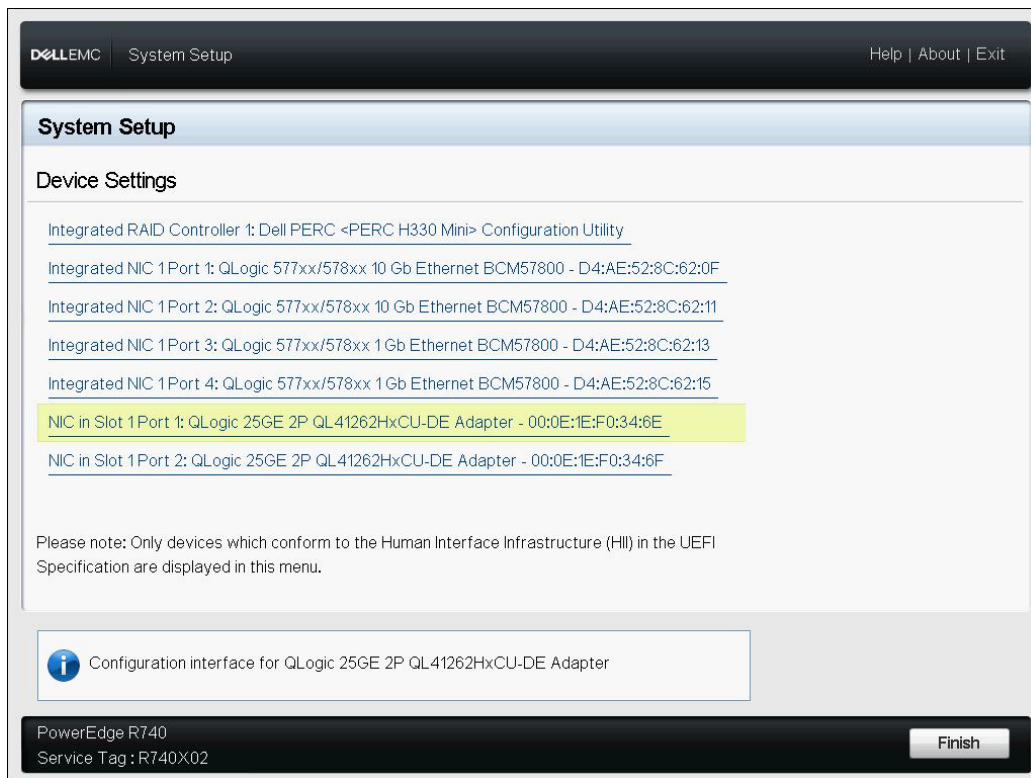 DELLEMC System Setup Help | About | Exit
System Setup
Device Settings
Integrated RAID Controller 1: Dell PERC <PERC H330 Mini> Configuration Utility
Integrated NIC 1 Port 1: QLogic 577xx/578xx 10 Gb Ethernet BCM57800 - D4:AE:52:8C:62:0F
Integrated NIC 1 Port 2: QLogic 577xx/578xx 10 Gb Ethernet BCM57800 - D4:AE:52:8C:62:11
Integrated NIC 1 Port 3: QLogic 577xx/578xx 1 Gb Ethernet BCM57800 - D4:AE:52:8C:62:13
Integrated NIC 1 Port 4: QLogic 577xx/578xx 1 Gb Ethernet BCM57800 - D4:AE:52:8C:62:15
NIC in Slot 1 Port 1: QLogic 25GE 2P QL41262HxCU-DE Adapter - 00:0E:1E:F0:34:6E
NIC in Slot 1 Port 2: QLogic 25GE 2P QL41262HxCU-DE Adapter - 00:0E:1E:F0:34:6F
Please note: Only devices which conform to the Human Interface Infrastructure (HII) in the UEFI
Specification are displayed in this menu.
Configuration interface for QLogic 25GE 2P QL41262HxCU-DE Adapter
PowerEdge R740
Service Tag : R740X02
Finish